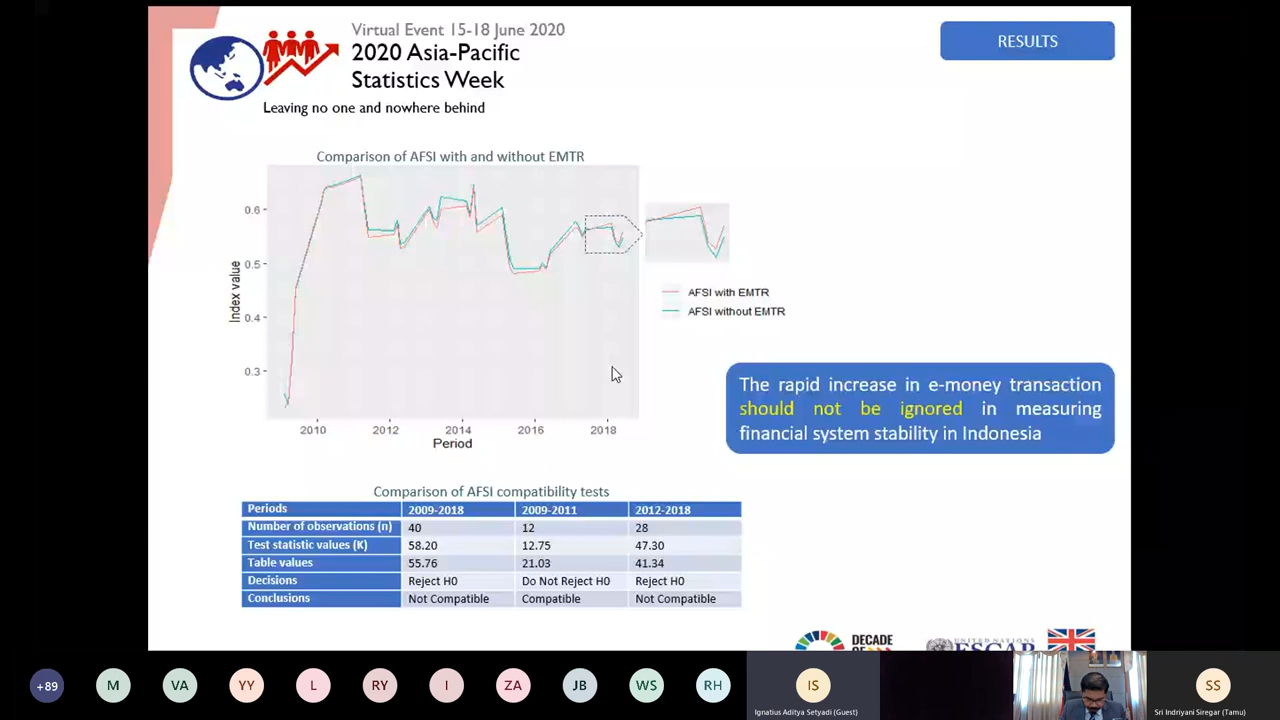 Virtual Event 15-18 June 2020
2020 Asia-Pacific
Statistics Week
Leaving no one and nowhere behind
RESULTS
Comparison of AFSI with and without EMTR
0.6
0.5
0.4
0.3
Index value
2010 2012 2014 2016 2018
Period
AFSI with EMTR
AFSI without EMTR
The rapid increase in e-money transaction
should not be ignored in measuring
financial system stability in Indonesia
Comparison of AFSI compatibility tests
Periods 2009-2018 2009-2011 2012-2018
Number of observations (n) 40 12 28
Test statistic values (K) 58.20 12.75 47.30
Table values 55.76 21.03 41.34
Decisions Reject H0 Do Not Reject H0 Reject H0
Conclusions Not Compatible Compatible Not Compatible
DECADE
OF
UNITED NATIONS
ESCAP
+89 M VA YY L RY I ZA JB WS RH IS SS
Ignatius Aditya Setyadi (Guest)
Sri Indriyani Siregar (Tamu)